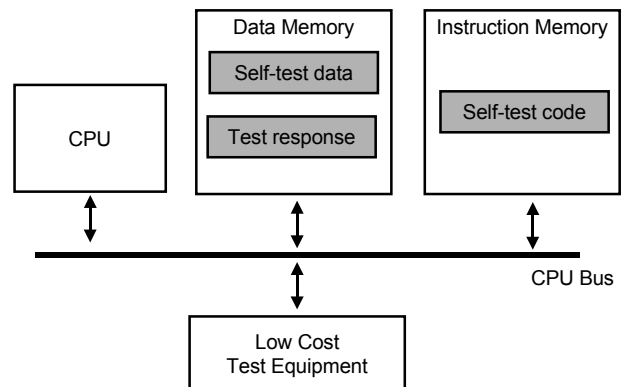 Data Memory
Instruction Memory
Self-test data
Self-test code
CPU
Test response
CPU Bus
Low Cost
Test Equipment